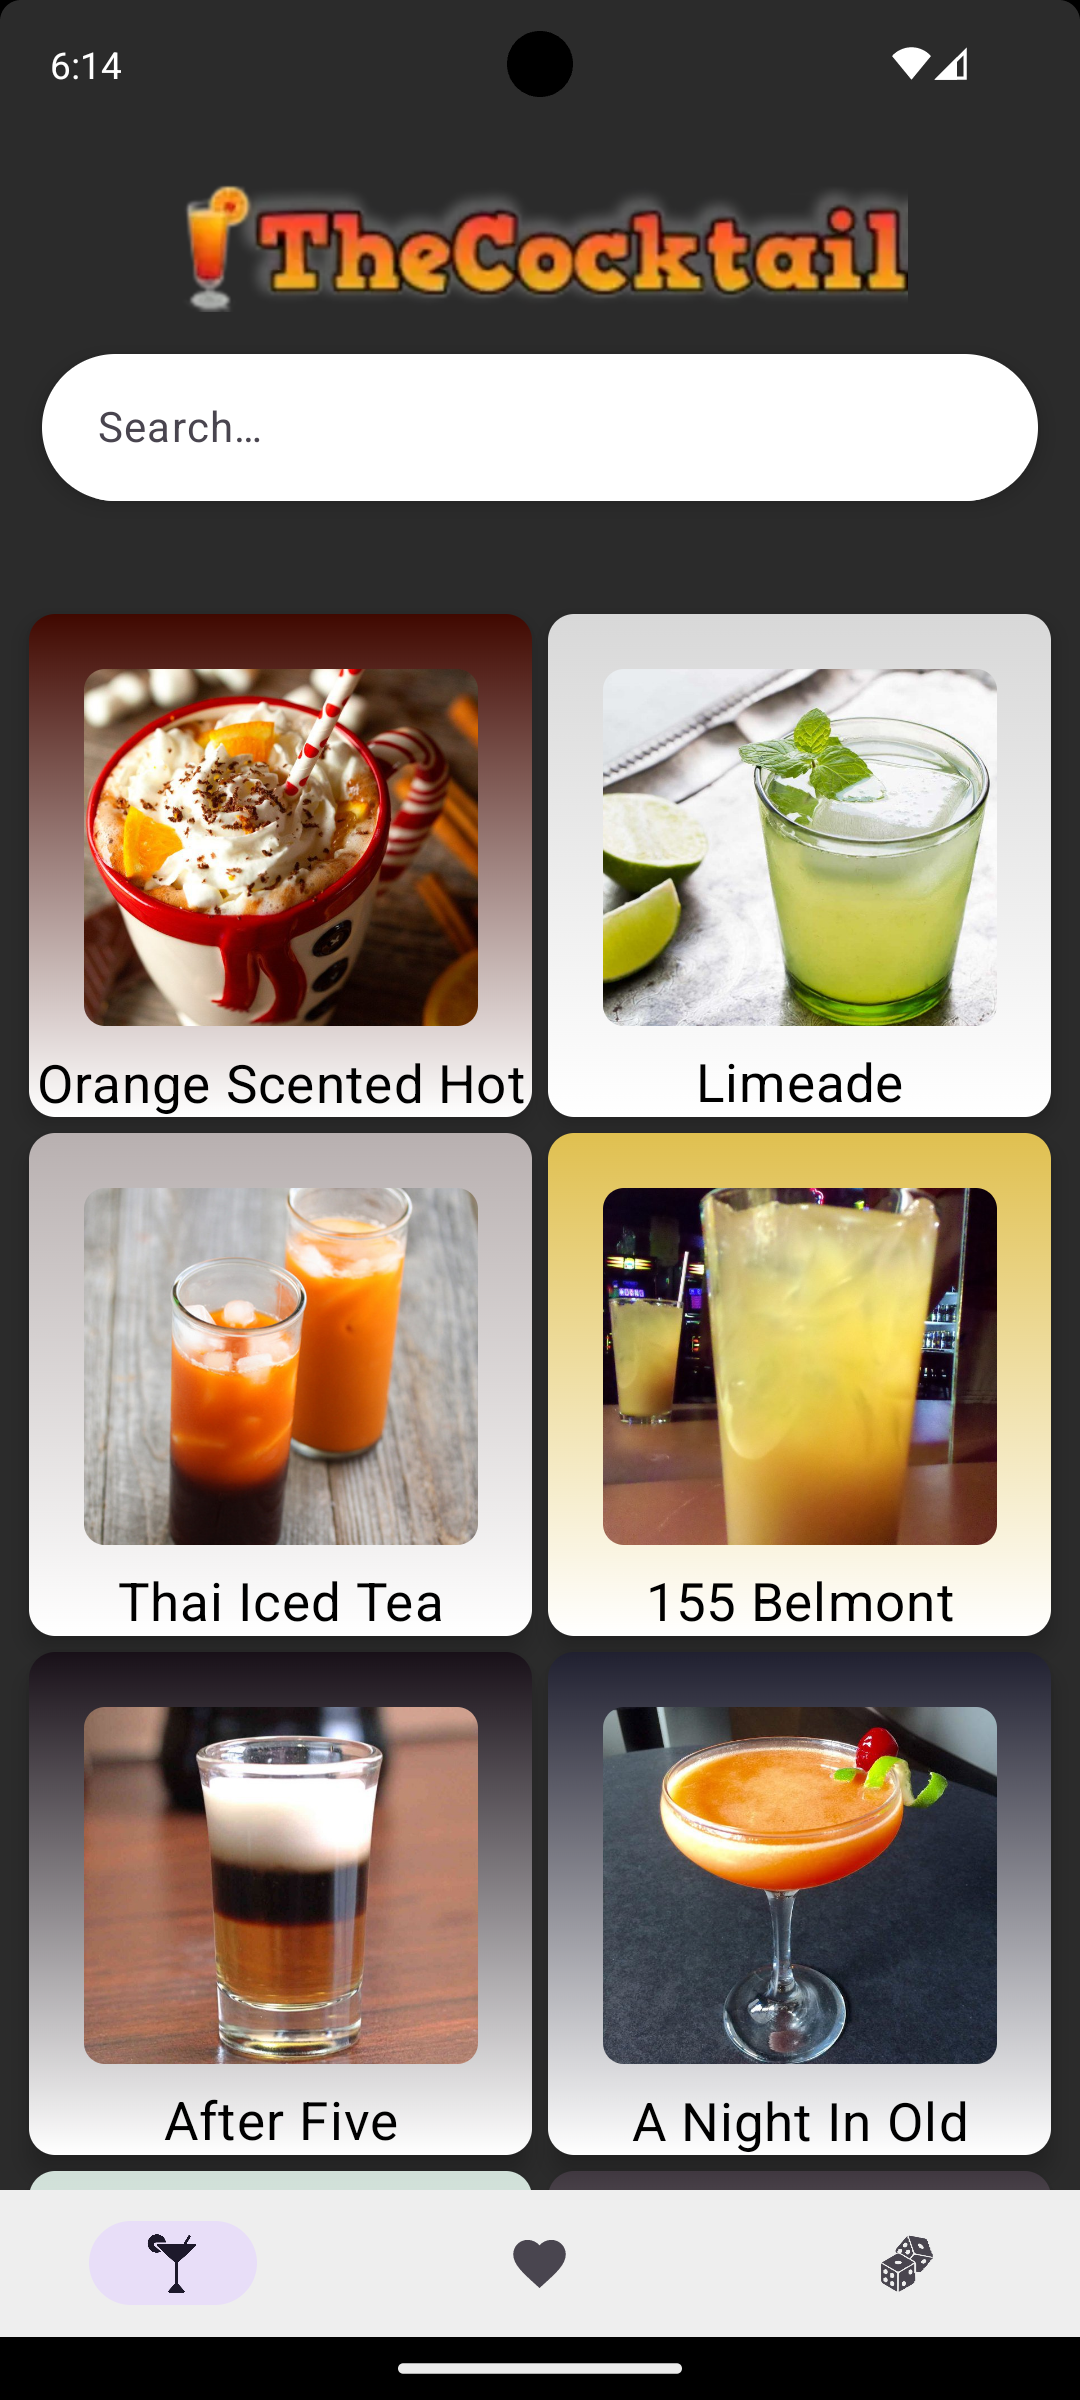 6:14
TheCocktail
Search...
Orange Scented Hot
Limeade
Thai Iced Tea
155 Belmont
After Five
A Night In Old